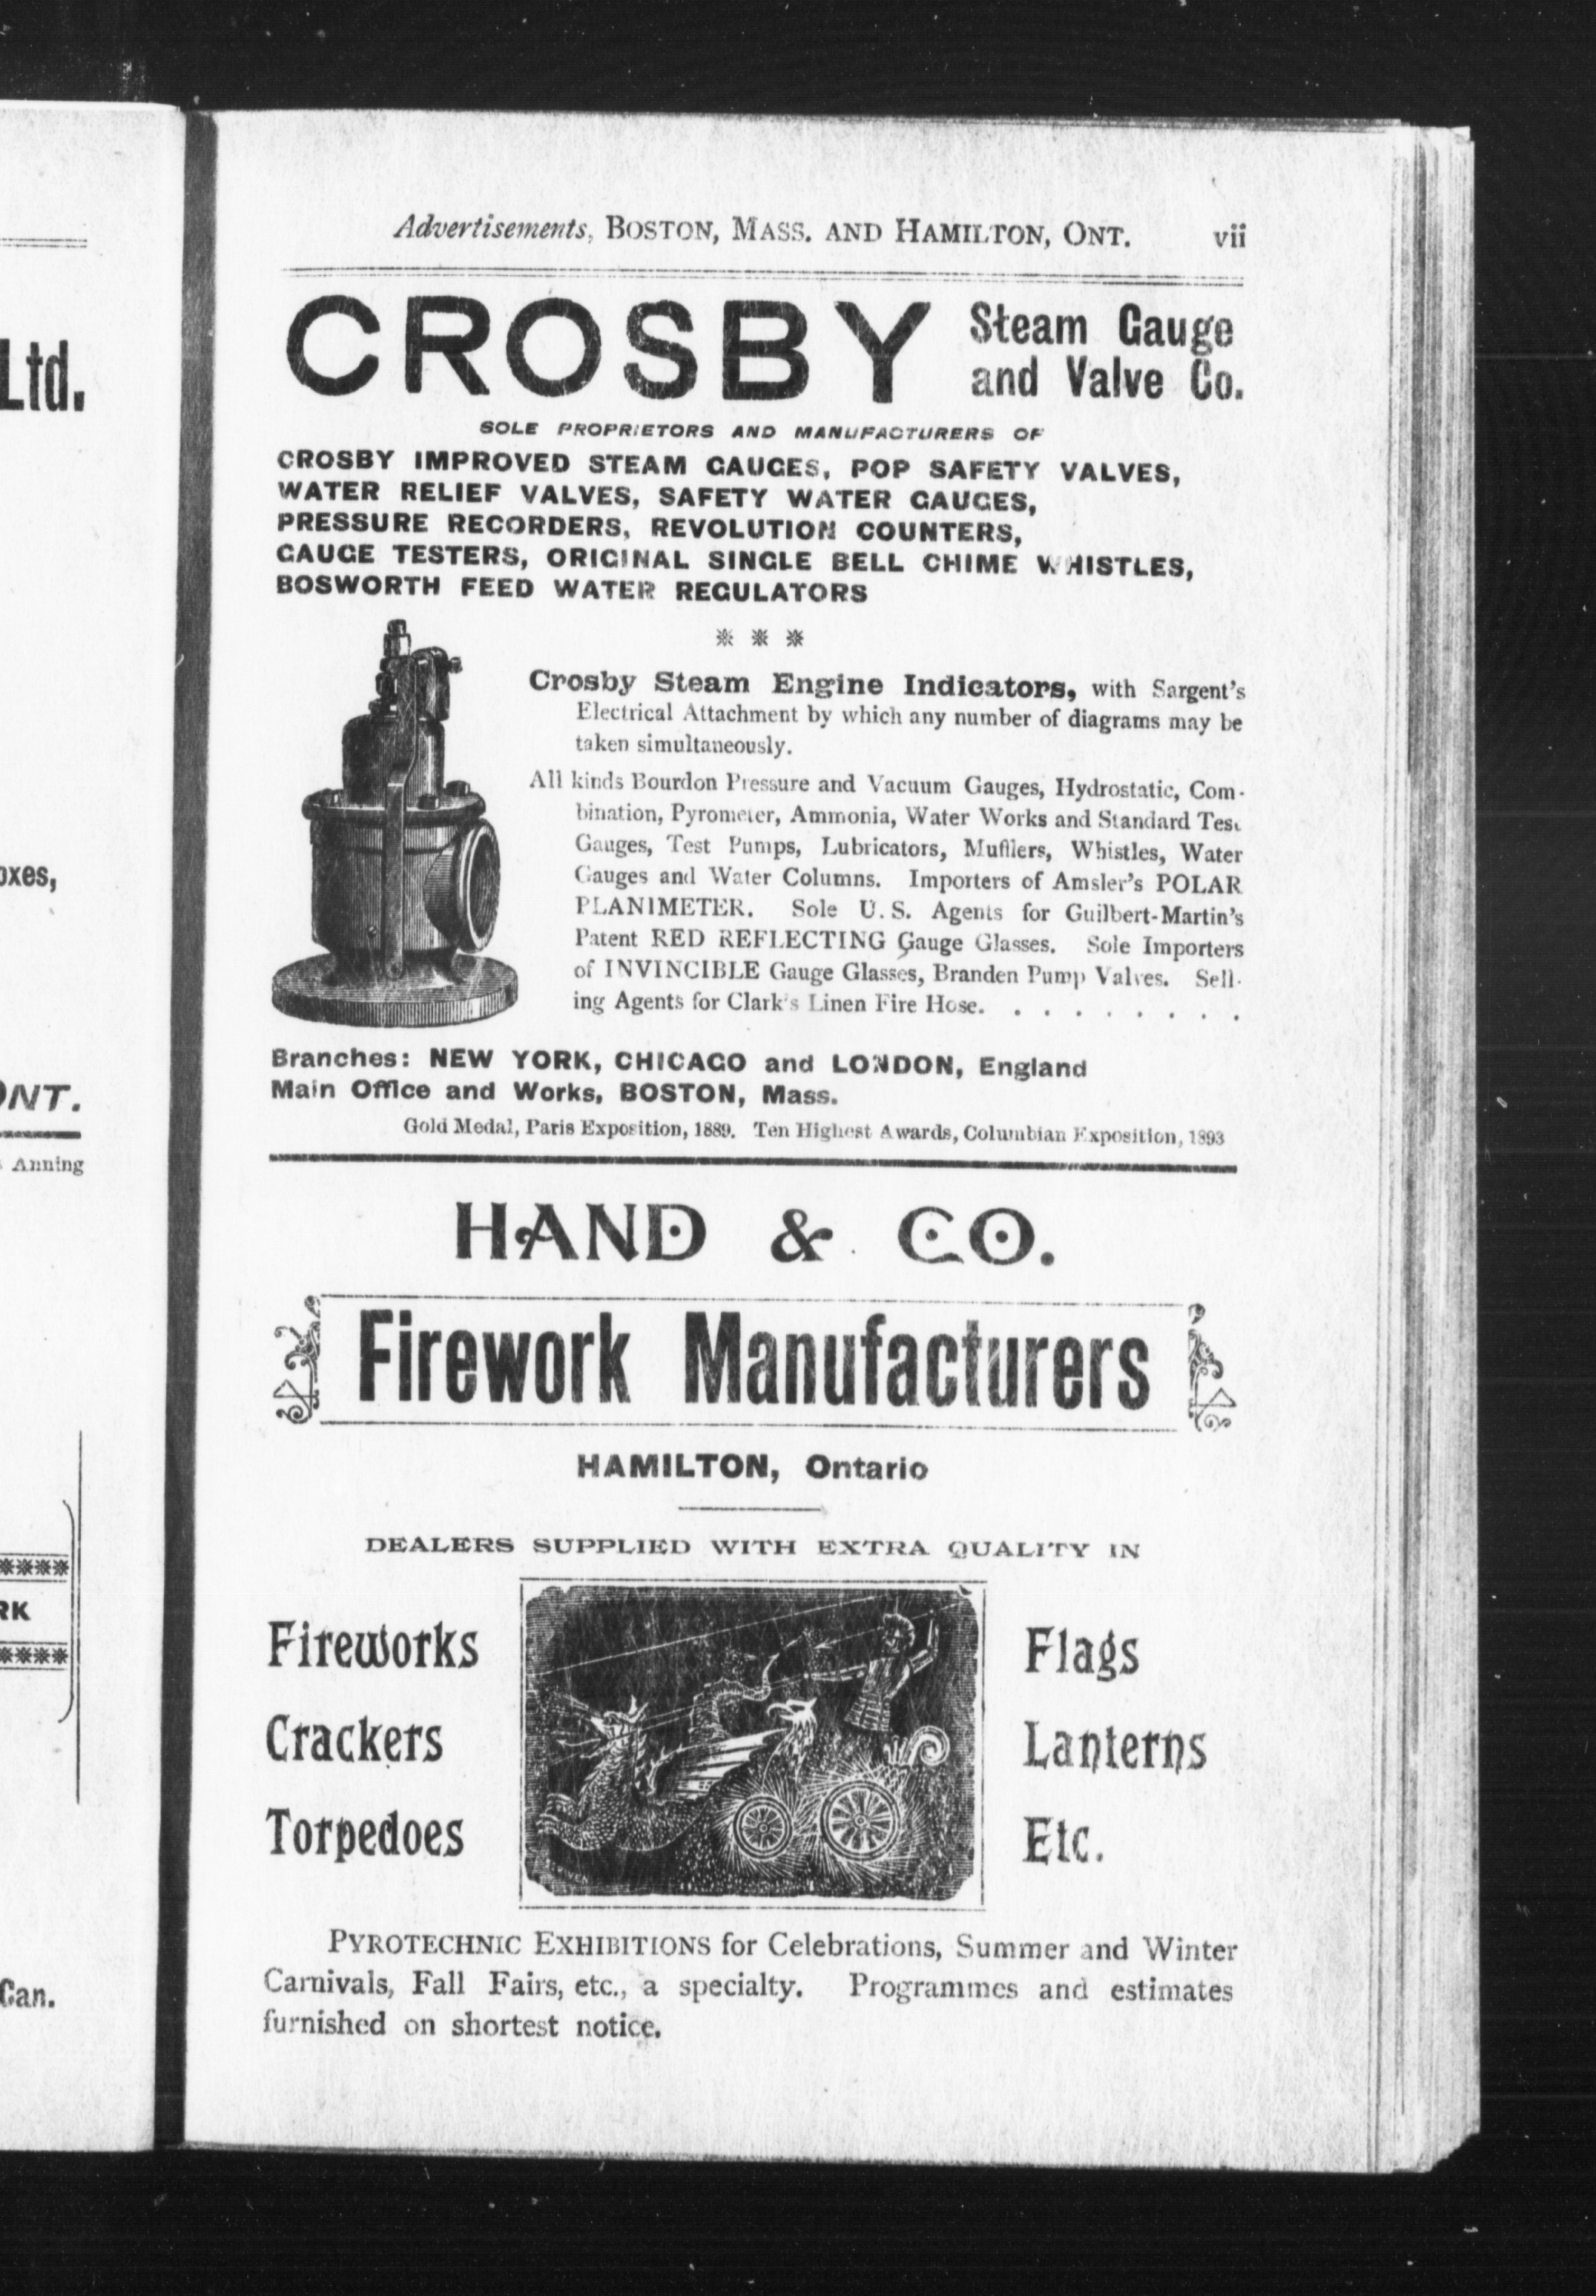 Ltd.
oxes,
ONT.
Anning
RK
Can.
Advertisements, BOSTON, MASS. AND HAMILTON, ONT. vii
CROSBY Steam Gauge
and Valve Co.
SOLE PROPRIETORS AND MANUFACTURERS OF
CROSBY IMPROVED STEAM GAUGES, POP SAFETY VALVES,
WATER RELIEF VALVES, SAFETY WATER GAUGES,
PRESSURE RECORDERS, REVOLUTION COUNTERS,
GAUGE TESTERS, ORIGINAL SINGLE BELL CHIME WHISTLES,
BOSWORTH FEED WATER REGULATORS
Crosby Steam Engine Indicators, with Sargent's
Electrical Attachment by which any number of diagrams may be
taken simultaneously.
All kinds Bourdon Pressure and Vacuum Gauges, Hydrostatic, Com-
bination, Pyrometer, Ammonia, Water Works and Standard Test
Gauges, Test Pumps, Lubricators, Mufflers, Whistles, Water
Gauges and Water Columns. Importers of Amsler's POLAR
PLANIMETER. Sole U. S. Agents for Guilbert-Martin's
Patent RED REFLECTING Gauge Glasses. Sole Importers
of INVINCIBLE Gauge Glasses, Branden Pump Valves. Sell-
ing Agents for Clark's Linen Fire Hose. . . . . . . . .
Branches: NEW YORK, CHICAGO and LONDON, England
Main Office and Works, BOSTON, Mass.
Gold Medal, Paris Exposition, 1889. Ten Highest Awards, Columbian Exposition, 1893
HAND & CO.
Firework Manufacturers
HAMILTON, Ontario
DEALERS SUPPLIED WITH EXTRA QUALITY IN
Fireworks
Crackers
Torpedoes
Flags
Lanterns
Etc.
PYROTECHNIC EXHIBITIONS for Celebrations, Summer and Winter
Carnivals, Fall Fairs, etc., a specialty. Programmes and estimates
furnished on shortest notice.